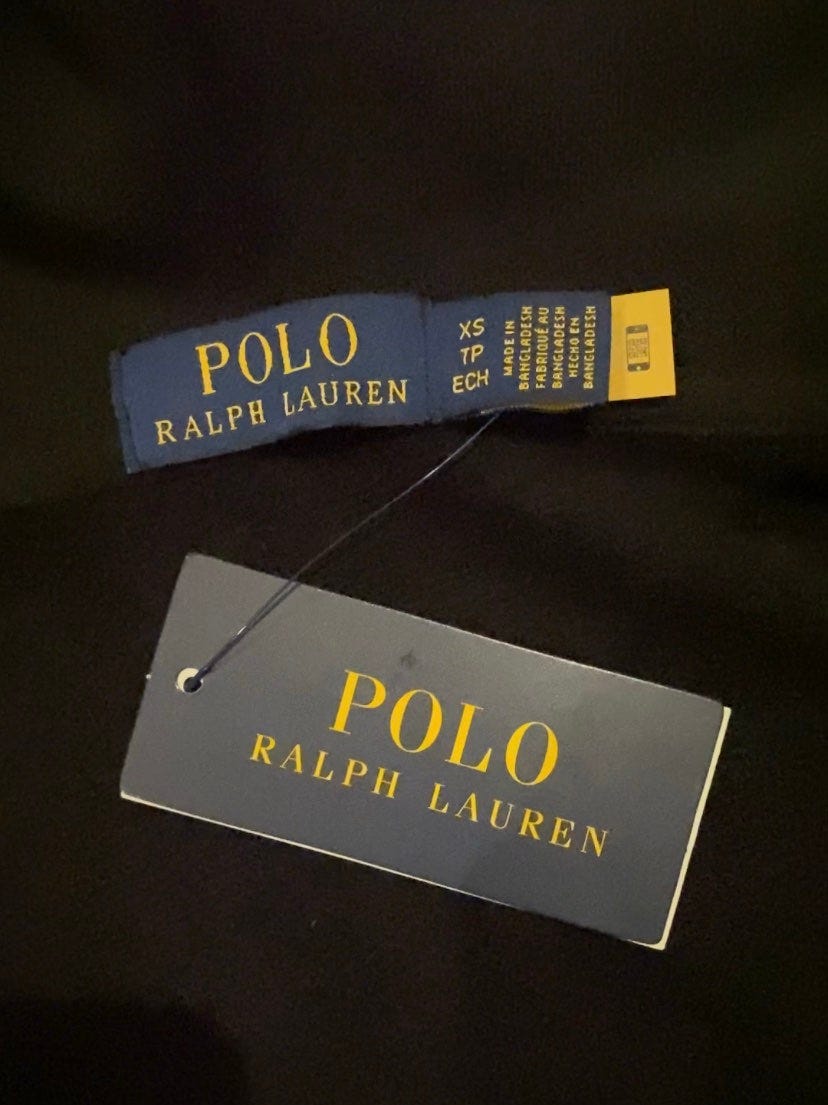 POLO
RALPH LAUREN
XS
TP
ECH
MADE IN
BANGLADESH
FABRIQUÉ AU
BANGLADESH
HECHO EN
BANGLADESH
POLO
RALPH LAUREN